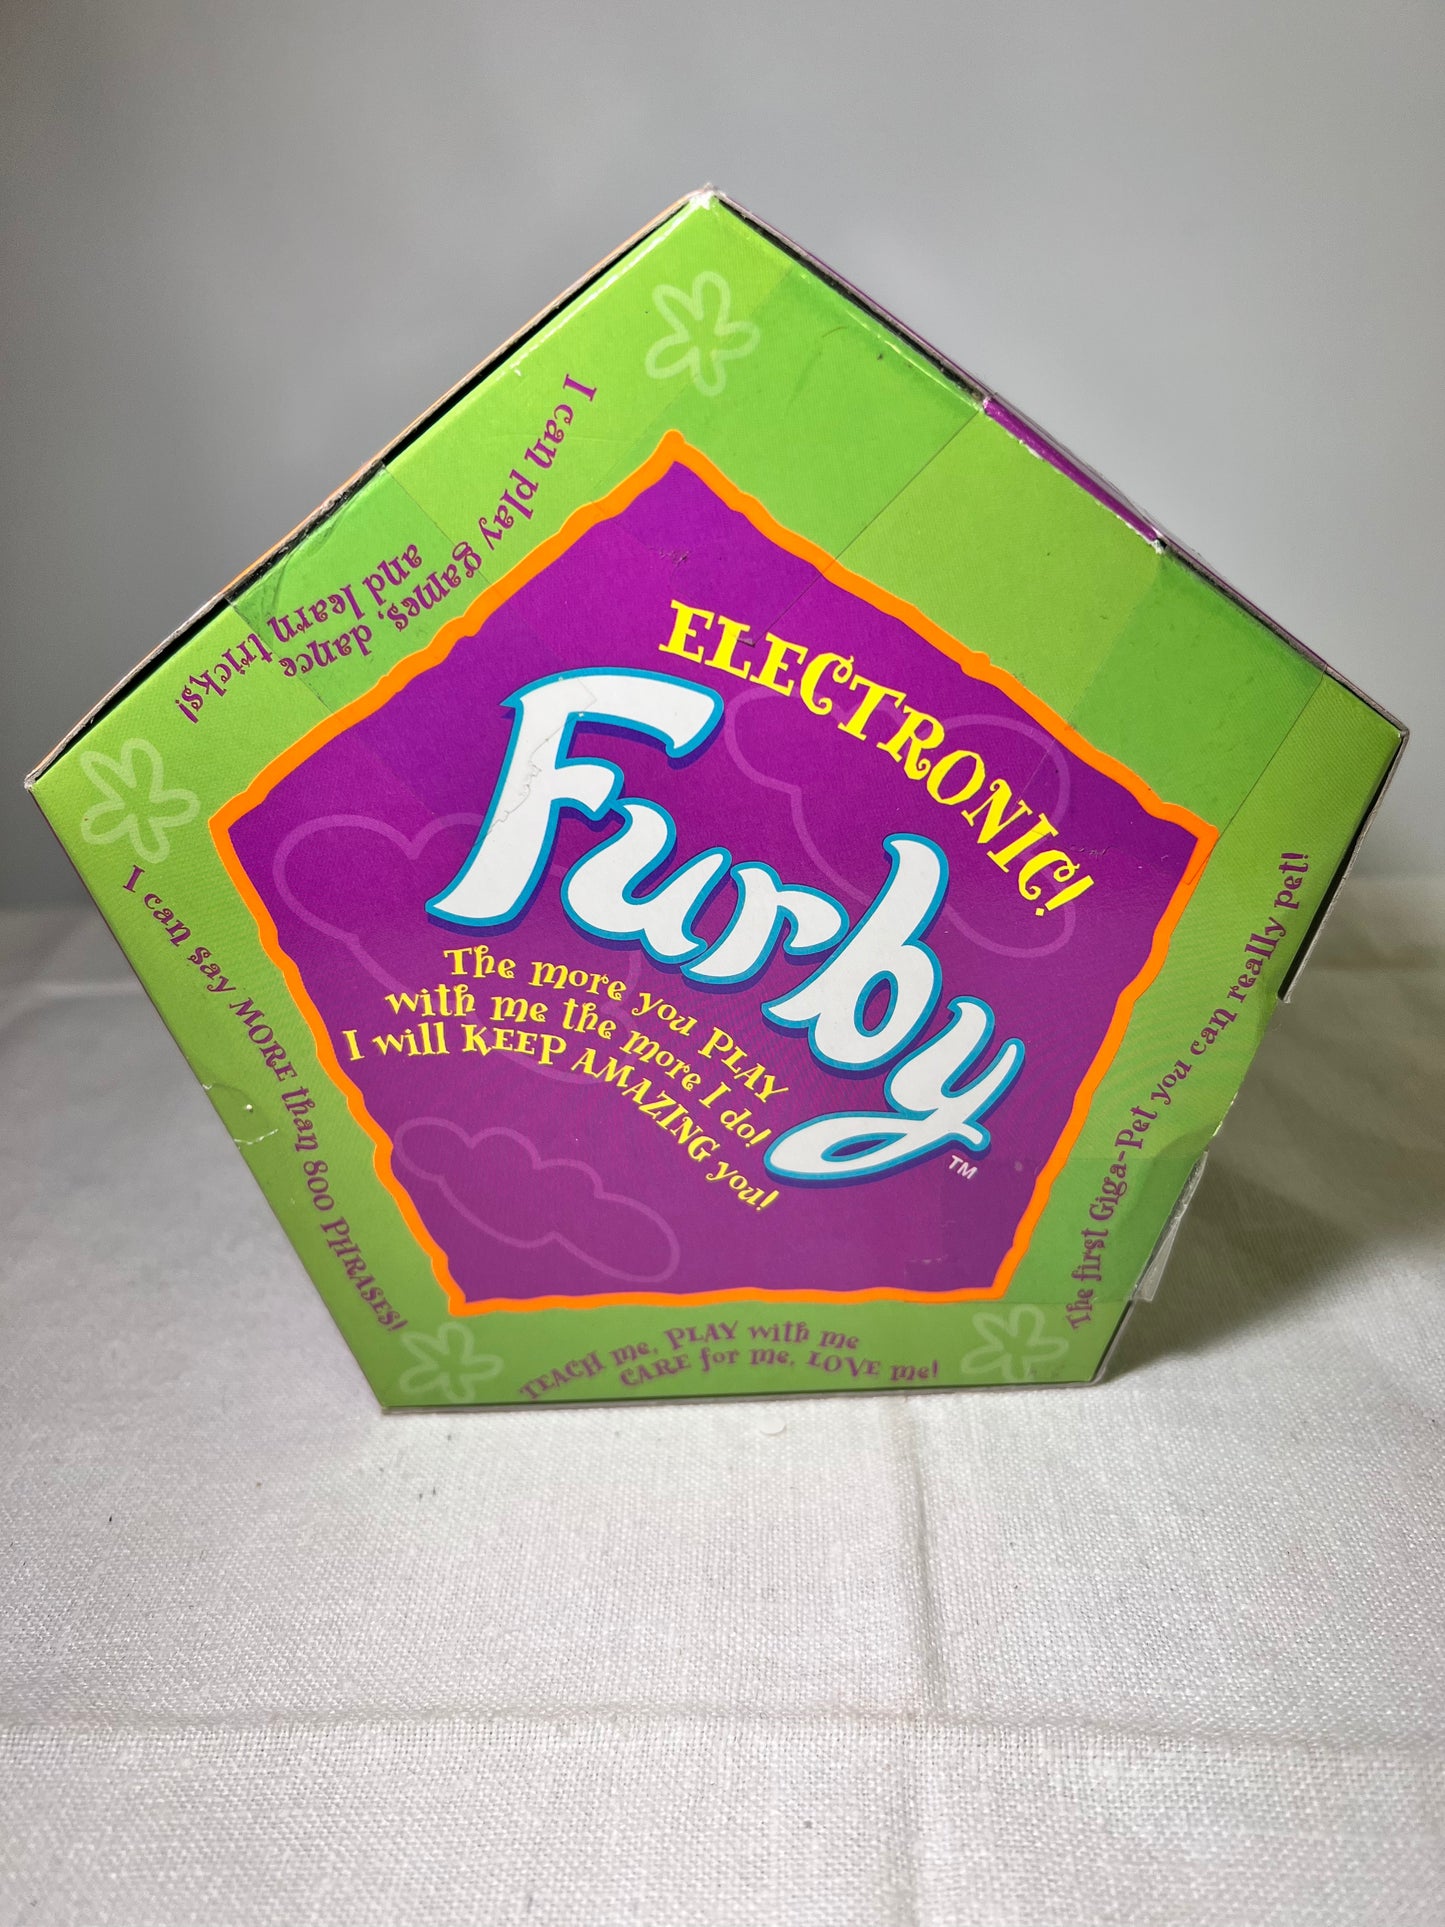 ELECTRONIC!
Furby
TM
The more you PLAY
with me the more I do!
I will KEEP AMAZING you!
I can play games, dance
and learn tricks!
I can say MORE than 800 PHRASES!
TEACH me, PLAY with me
CARE for me, LOVE me!
The first Giga-Pet you can really pet!